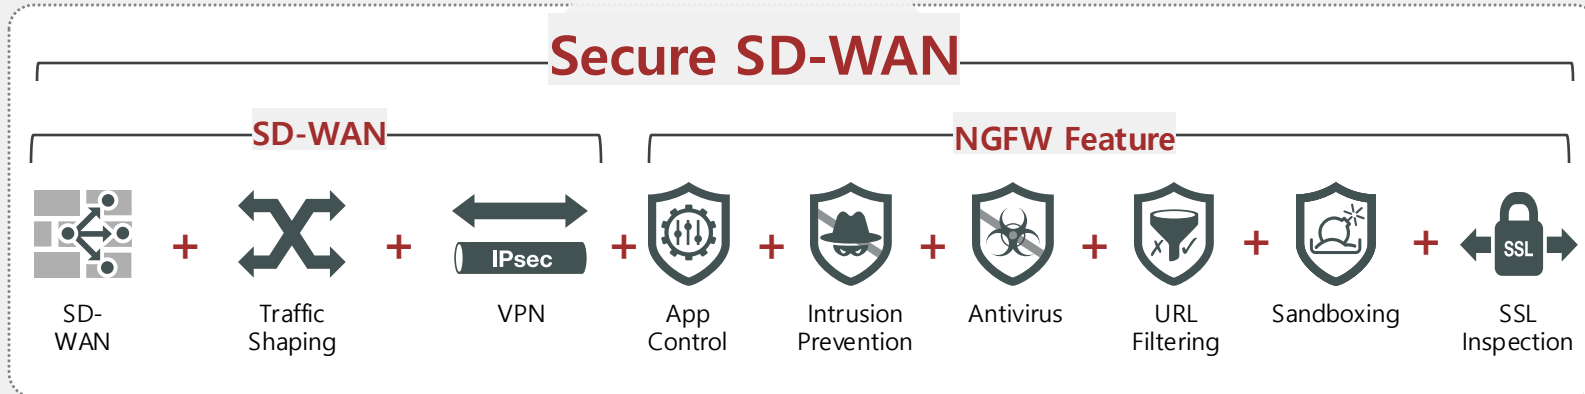 Secure SD-WAN
SD-WAN
NGFW Feature
IPsec
SSL
SD-
WAN
Traffic
Shaping
VPN
App
Control
Intrusion
Prevention
Antivirus
URL
Filtering
Sandboxing
SSL
Inspection